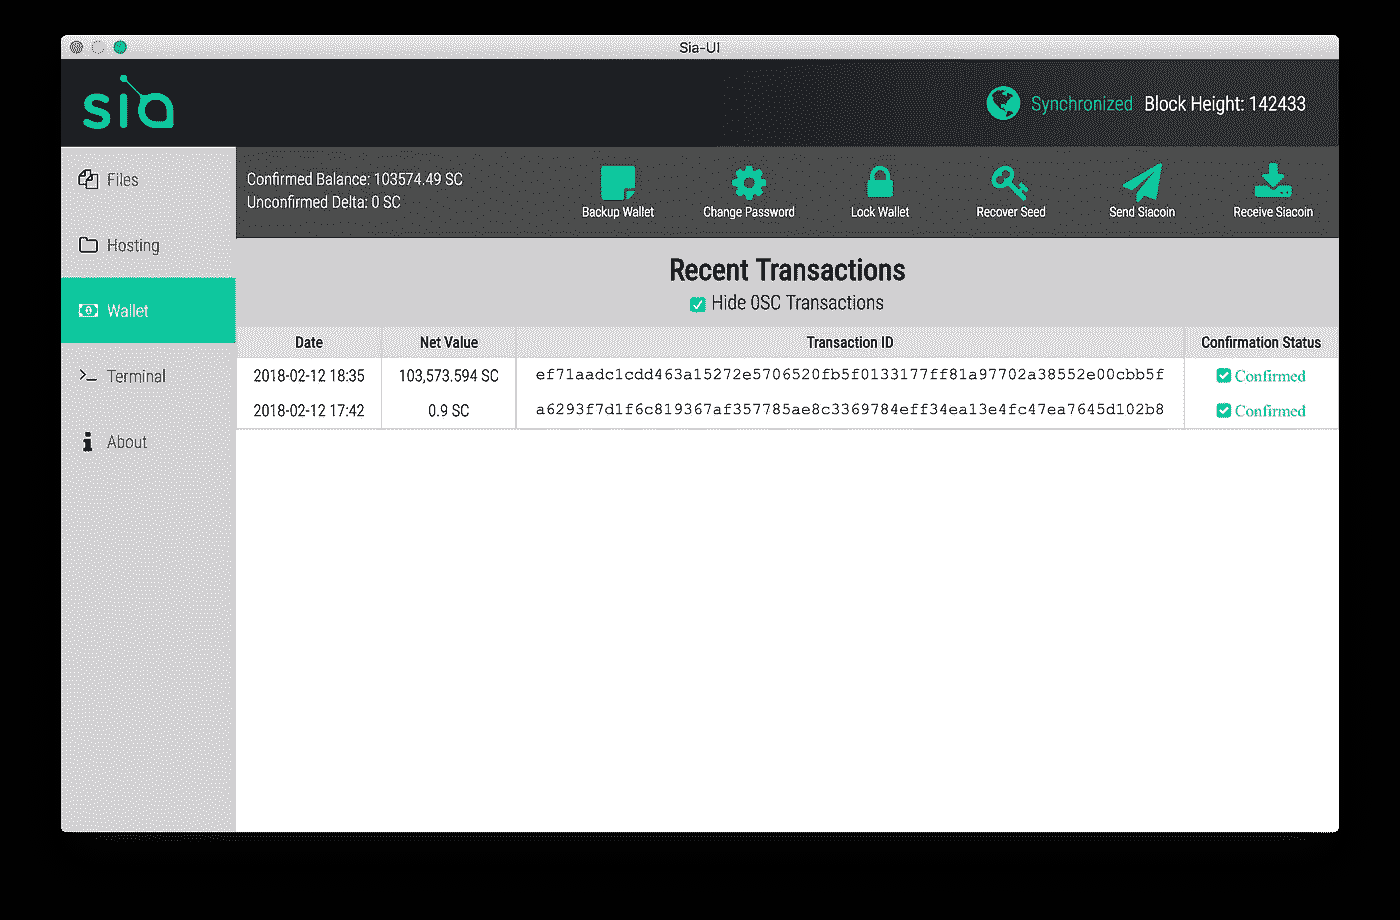 Sia-UI
sia
Synchronized Block Height: 142433
Files
Hosting
Wallet
Terminal
About
Confirmed Balance: 103574.49 SC
Unconfirmed Delta: 0 SC
Backup Wallet
Change Password
Lock Wallet
Recover Seed
Send Siacoin
Receive Siacoin
Recent Transactions
Hide 0SC Transactions
Date Net Value Transaction ID Confirmation Status
2018-02-12 18:35 103,573.594 SC ef71aadc1cdd463a15272e5706520fb5f0133177ff81a97702a38552e00cbb5f Confirmed
2018-02-12 17:42 0.9 SC a6293f7d1f6c819367af357785ae8c3369784eff34ea13e4fc47ea7645d102b8 Confirmed